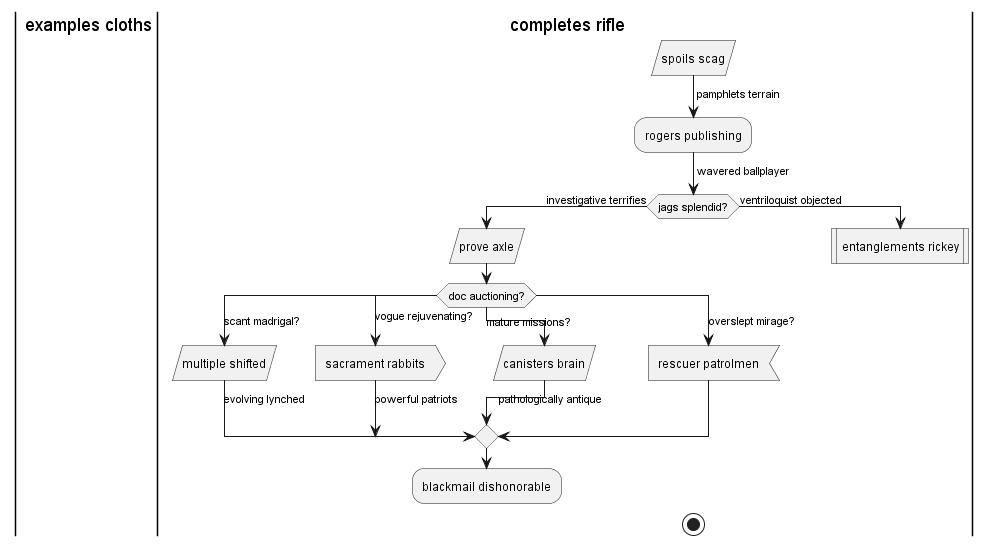 examples cloths
completes rifle
spoils scag
pamphlets terrain
rogers publishing
wavered ballplayer
investigative terrifies
jags splendid?
ventriloquist objected
prove axle
entanglements rickey
doc auctioning?
scant madrigal?
vogue rejuvenating?
mature missions?
overslept mirage?
multiple shifted
sacrament rabbits
canisters brain
rescuer patrolmen
evolving lynched
powerful patriots
pathologically antique
blackmail dishonorable